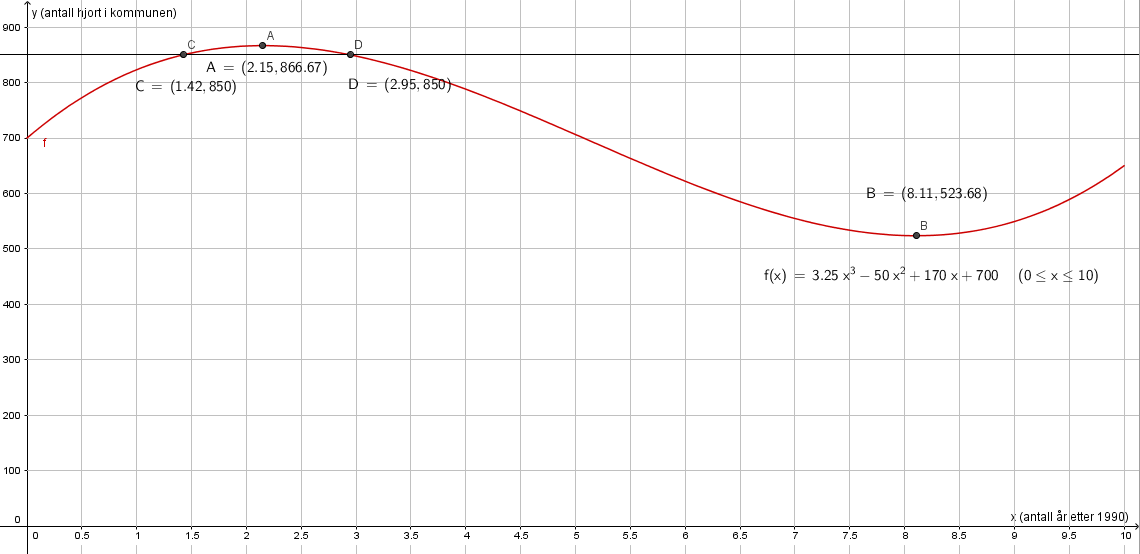 y (antall hjort i kommunen)
900
A
C
D
A = (2.15, 866.67)
C = (1.42, 850)
D = (2.95, 850)
800
700
f
600
B = (8.11, 523.68)
B
500
f(x) = 3.25 x³ − 50 x² + 170 x + 700 (0 ≤ x ≤ 10)
400
300
200
100
0
x (antall år etter 1990)
0 0.5 1 1.5 2 2.5 3 3.5 4 4.5 5 5.5 6 6.5 7 7.5 8 8.5 9 9.5 10